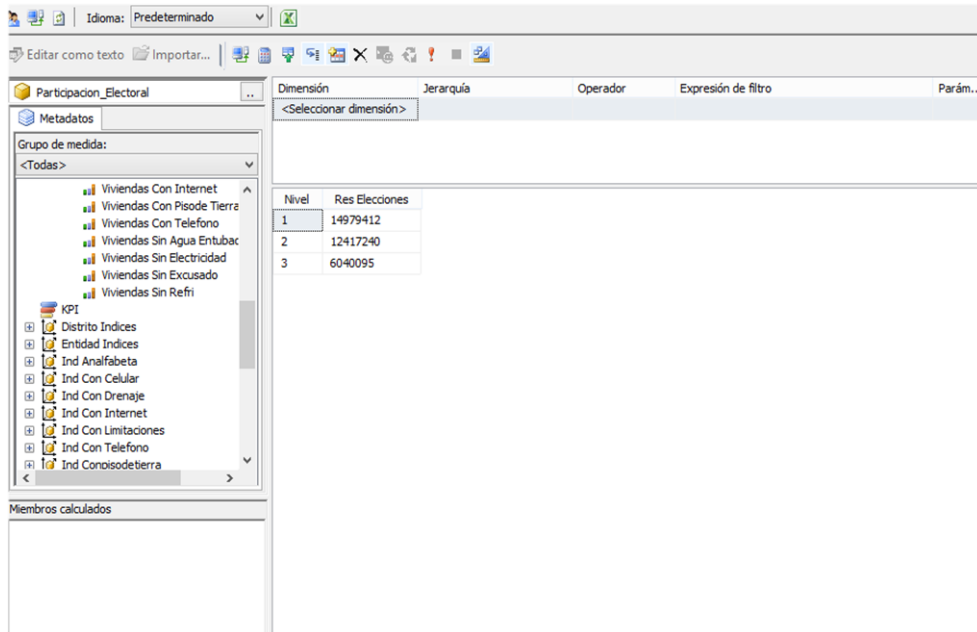 Idioma: Predeterminado
Editar como texto Importar...
Participacion_Electoral ..
Metadatos
Grupo de medida:
<Todas>
Viviendas Con Internet
Viviendas Con Pisode Tierra
Viviendas Con Telefono
Viviendas Sin Agua Entubac
Viviendas Sin Electricidad
Viviendas Sin Excusado
Viviendas Sin Refri
KPI
Distrito Indices
Entidad Indices
Ind Analfabeta
Ind Con Celular
Ind Con Drenaje
Ind Con Internet
Ind Con Limitaciones
Ind Con Telefono
Ind Conpisodetierra
Miembros calculados
Dimensión Jerarquía Operador Expresión de filtro Parám...
<Seleccionar dimensión>
Nivel Res Elecciones
1 14979412
2 12417240
3 6040095